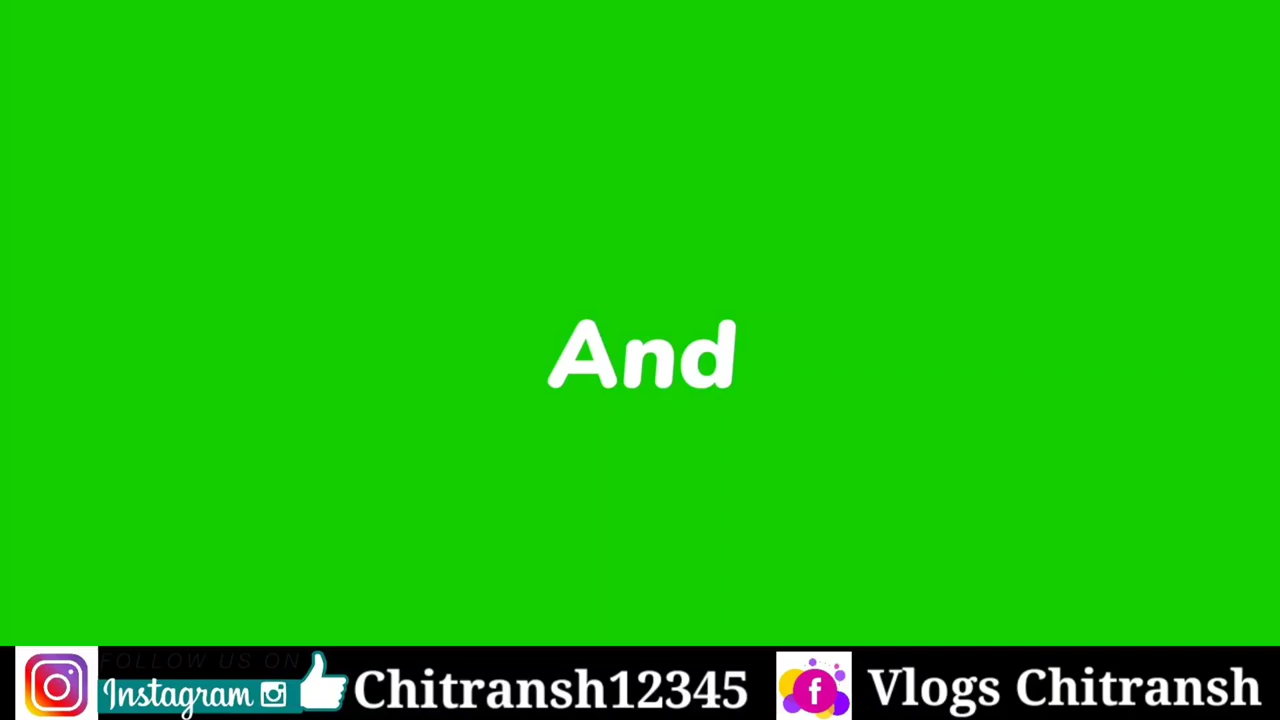 And
FOLLOW US ON
Instagram
Chitransh12345
f
Vlogs Chitransh